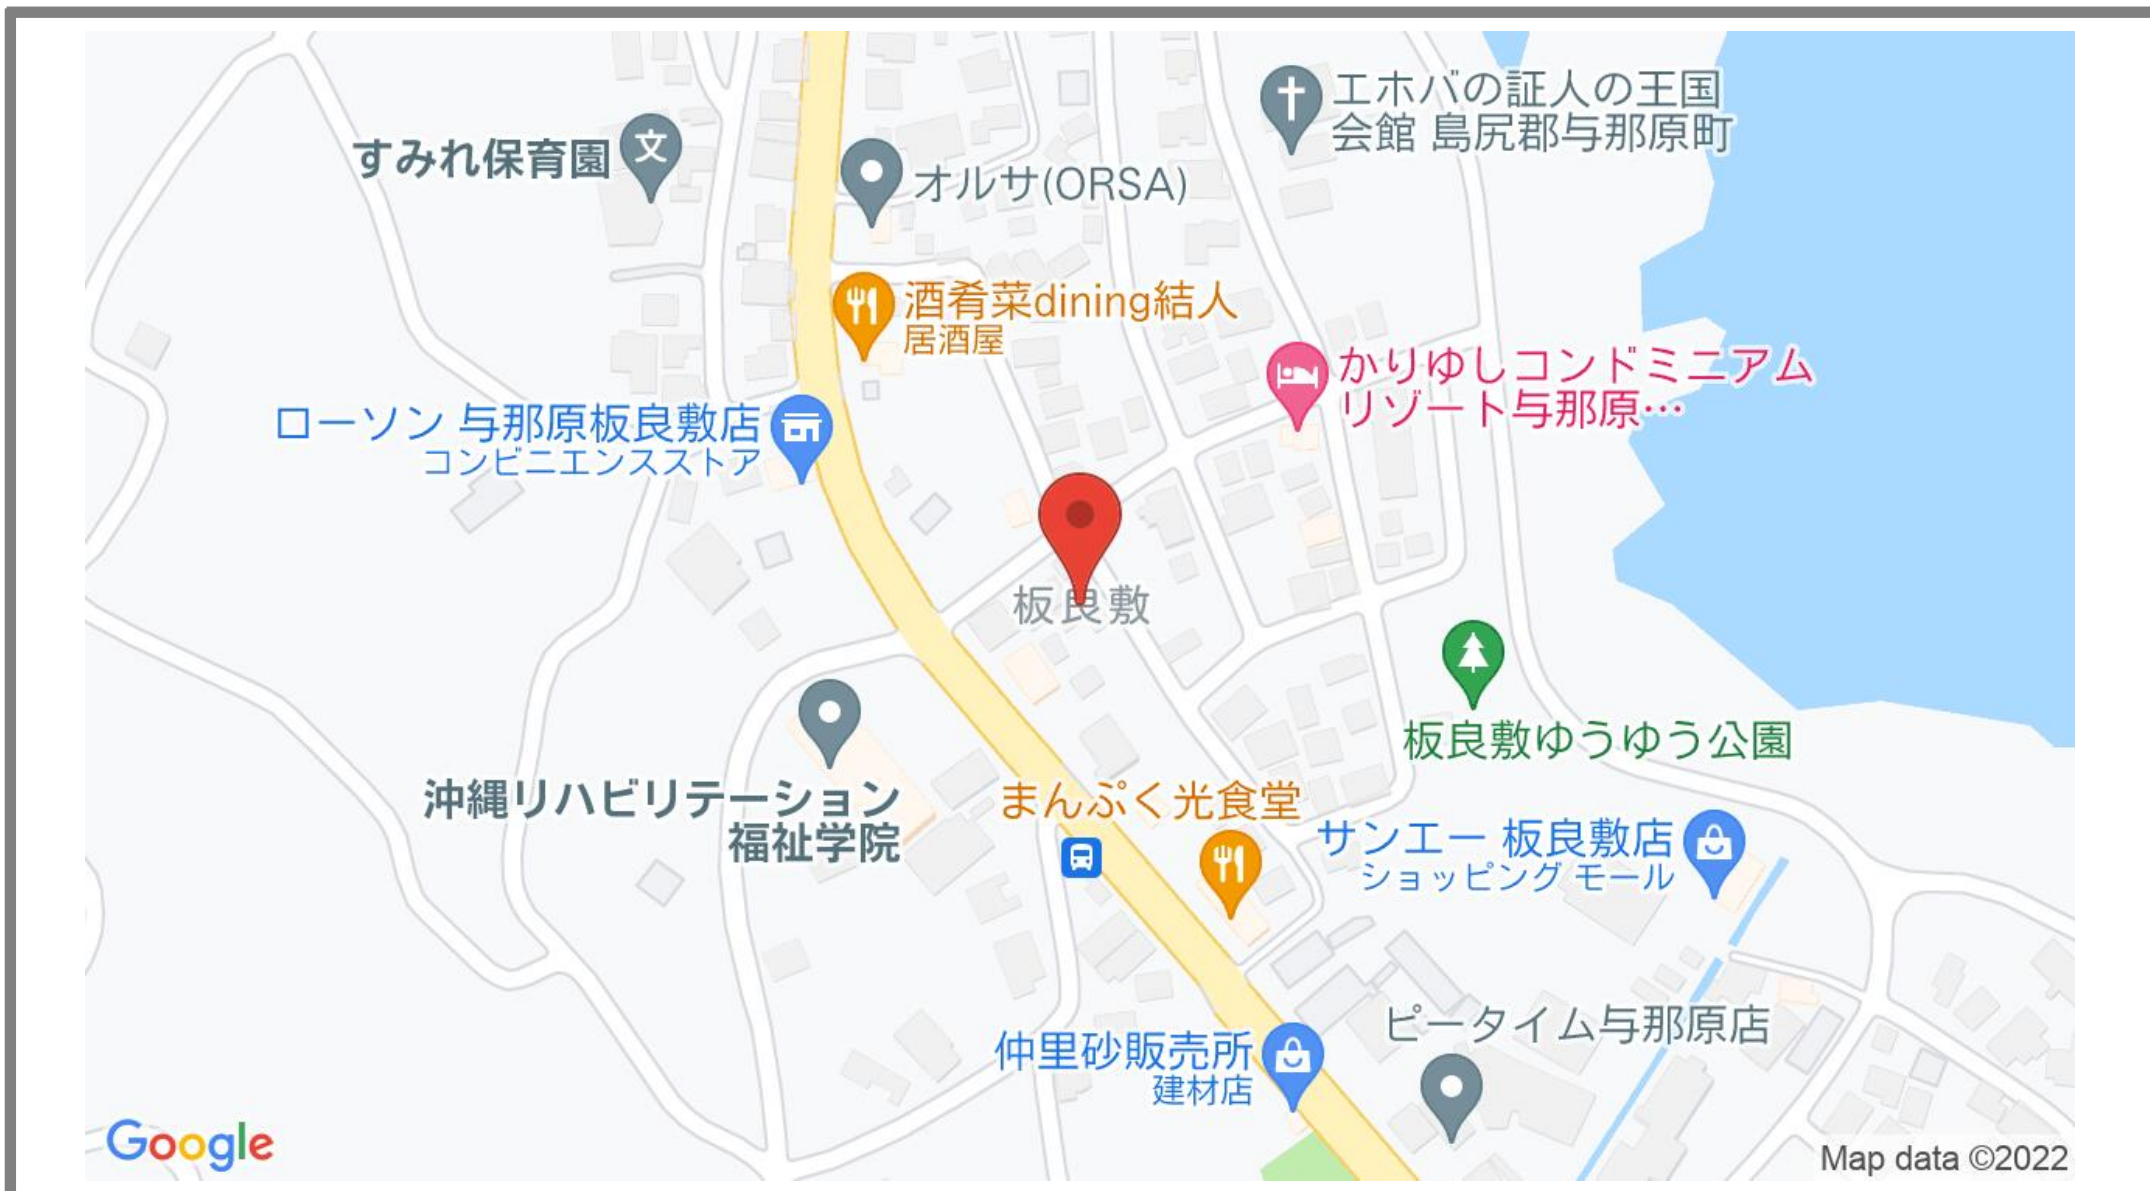 エホバの証人の王国
会館 島尻郡与那原町
すみれ保育園
オルサ(ORSA)
酒肴菜dining結人
居酒屋
かりゆしコンドミニアム
リゾート与那原…
ローソン 与那原板良敷店
コンビニエンスストア
板良敷
板良敷ゆうゆう公園
沖縄リハビリテーション
福祉学院
まんぷく光食堂
サンエー 板良敷店
ショッピング モール
ピータイム与那原店
仲里砂販売所
建材店
Google
Map data ©2022